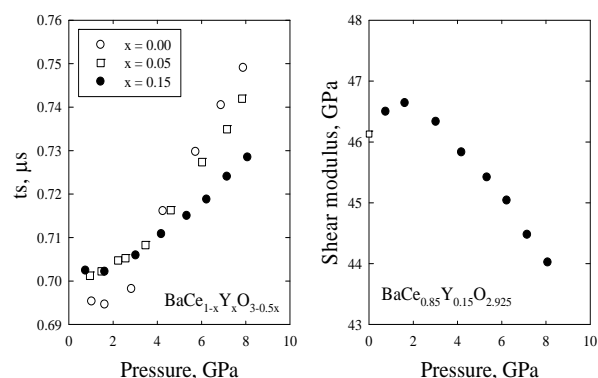 0.76
0.75
0.74
0.73
0.72
0.71
0.70
0.69
ts, μs
x = 0.00
x = 0.05
x = 0.15
BaCe₁₋ₓYₓO₃₋₀.₅ₓ
0 2 4 6 8 10
Pressure, GPa
48
47
46
45
44
43
Shear modulus, GPa
BaCe₀.₈₅Y₀.₁₅O₂.₉₂₅
0 2 4 6 8 10
Pressure, GPa